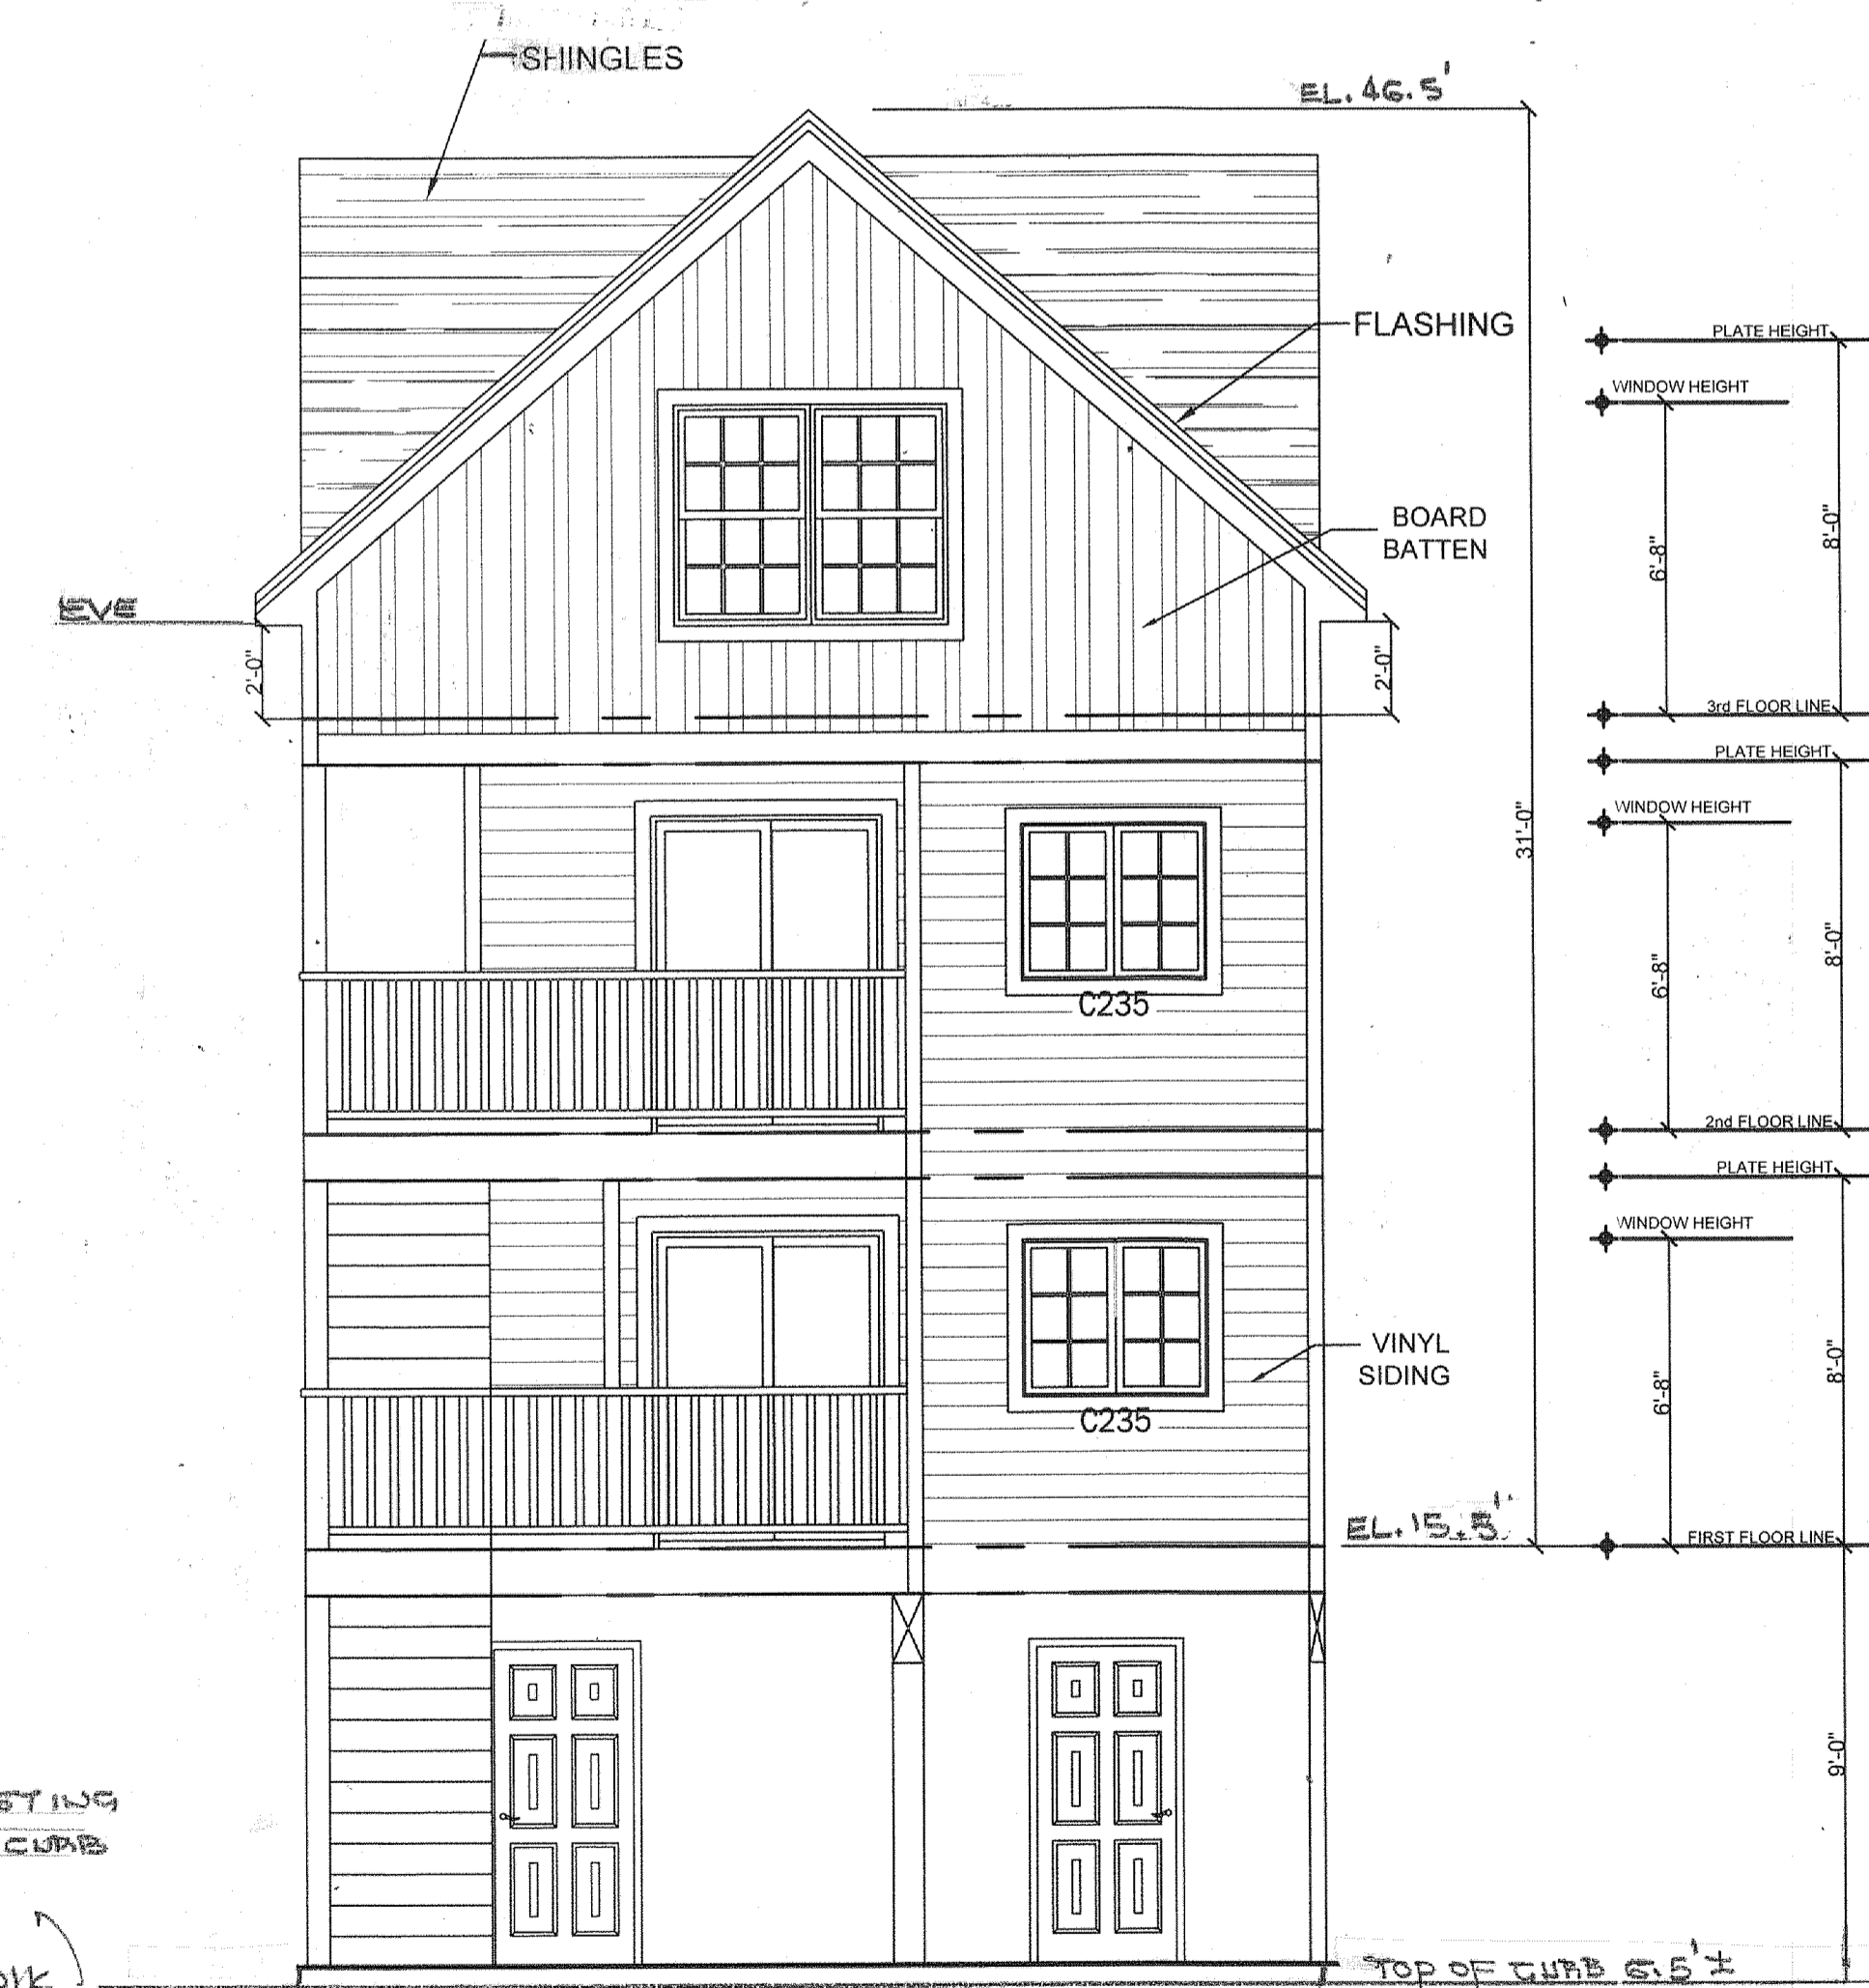 SHINGLES
EL. 46.5'
FLASHING
PLATE HEIGHT
WINDOW HEIGHT
BOARD
BATTEN
8'-0"
6'-8"
EVE
2'-0"
2'-0"
3rd FLOOR LINE
PLATE HEIGHT
WINDOW HEIGHT
31'-0"
8'-0"
6'-8"
C235
2nd FLOOR LINE
PLATE HEIGHT
WINDOW HEIGHT
VINYL
SIDING
8'-0"
6'-8"
C235
EL. 15.5'
FIRST FLOOR LINE
9'-0"
CURB
TOP OF CURB 5.5'±